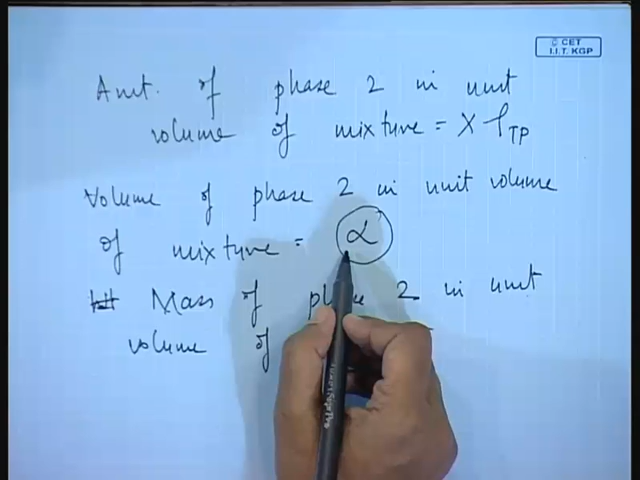 © CET
I.I.T. KGP
Amt. of phase 2 in unit
volume of mixture = x ρTP
Volume of phase 2 in unit volume
of mixture = α
Mass of phase 2 in unit
volume of